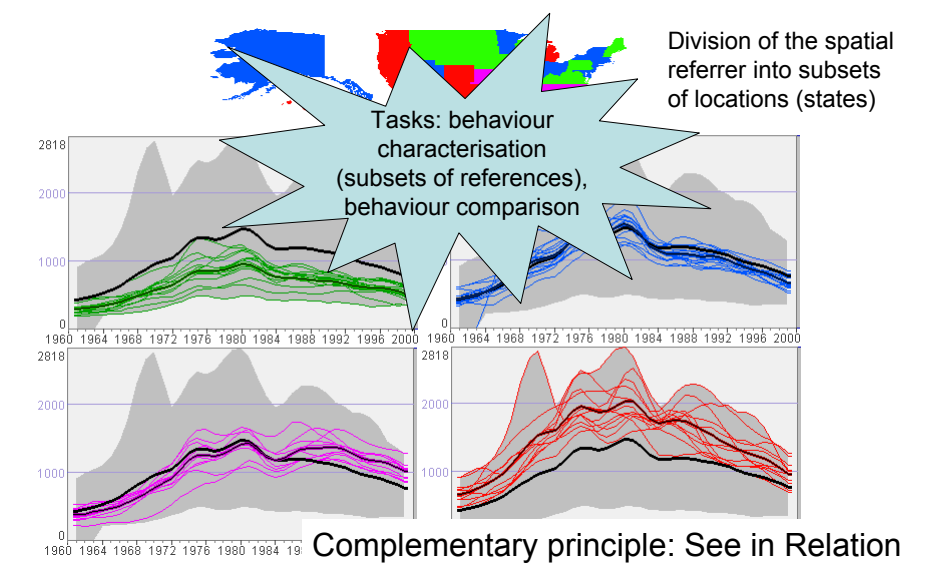 Division of the spatial
referrer into subsets
of locations (states)
Tasks: behaviour
characterisation
(subsets of references),
behaviour comparison
2818
2000
1000
0
1960 1964 1968 1972 1976 1980 1984 1988 1992 1996 2000
1960 1964 1968 1972 1976 1980 1984 1988 1992 1996 2000
2818
2000
1000
0
1960 1964 1968 1972 1976 1980 1984
2818
2000
1000
Complementary principle: See in Relation